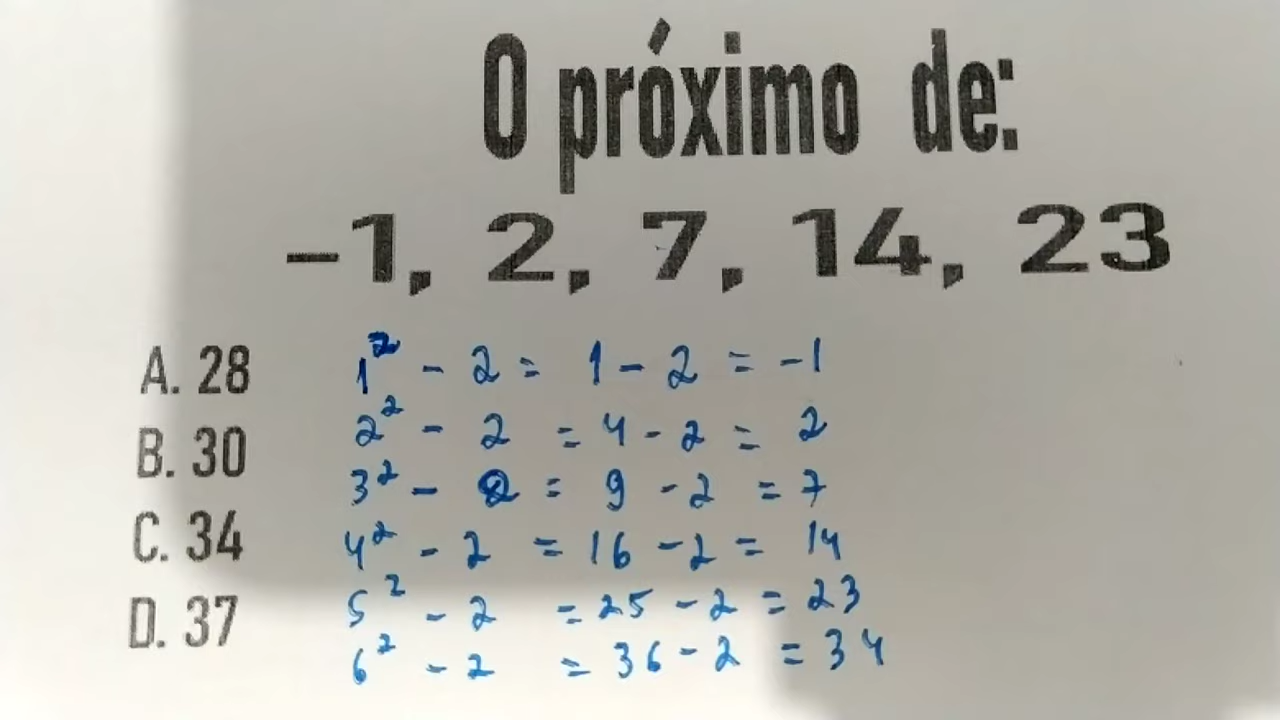 O próximo de:
-1, 2, 7, 14, 23
A. 28
B. 30
C. 34
D. 37
1² - 2 = 1 - 2 = -1
2² - 2 = 4 - 2 = 2
3² - 2 = 9 - 2 = 7
4² - 2 = 16 - 2 = 14
5² - 2 = 25 - 2 = 23
6² - 2 = 36 - 2 = 34